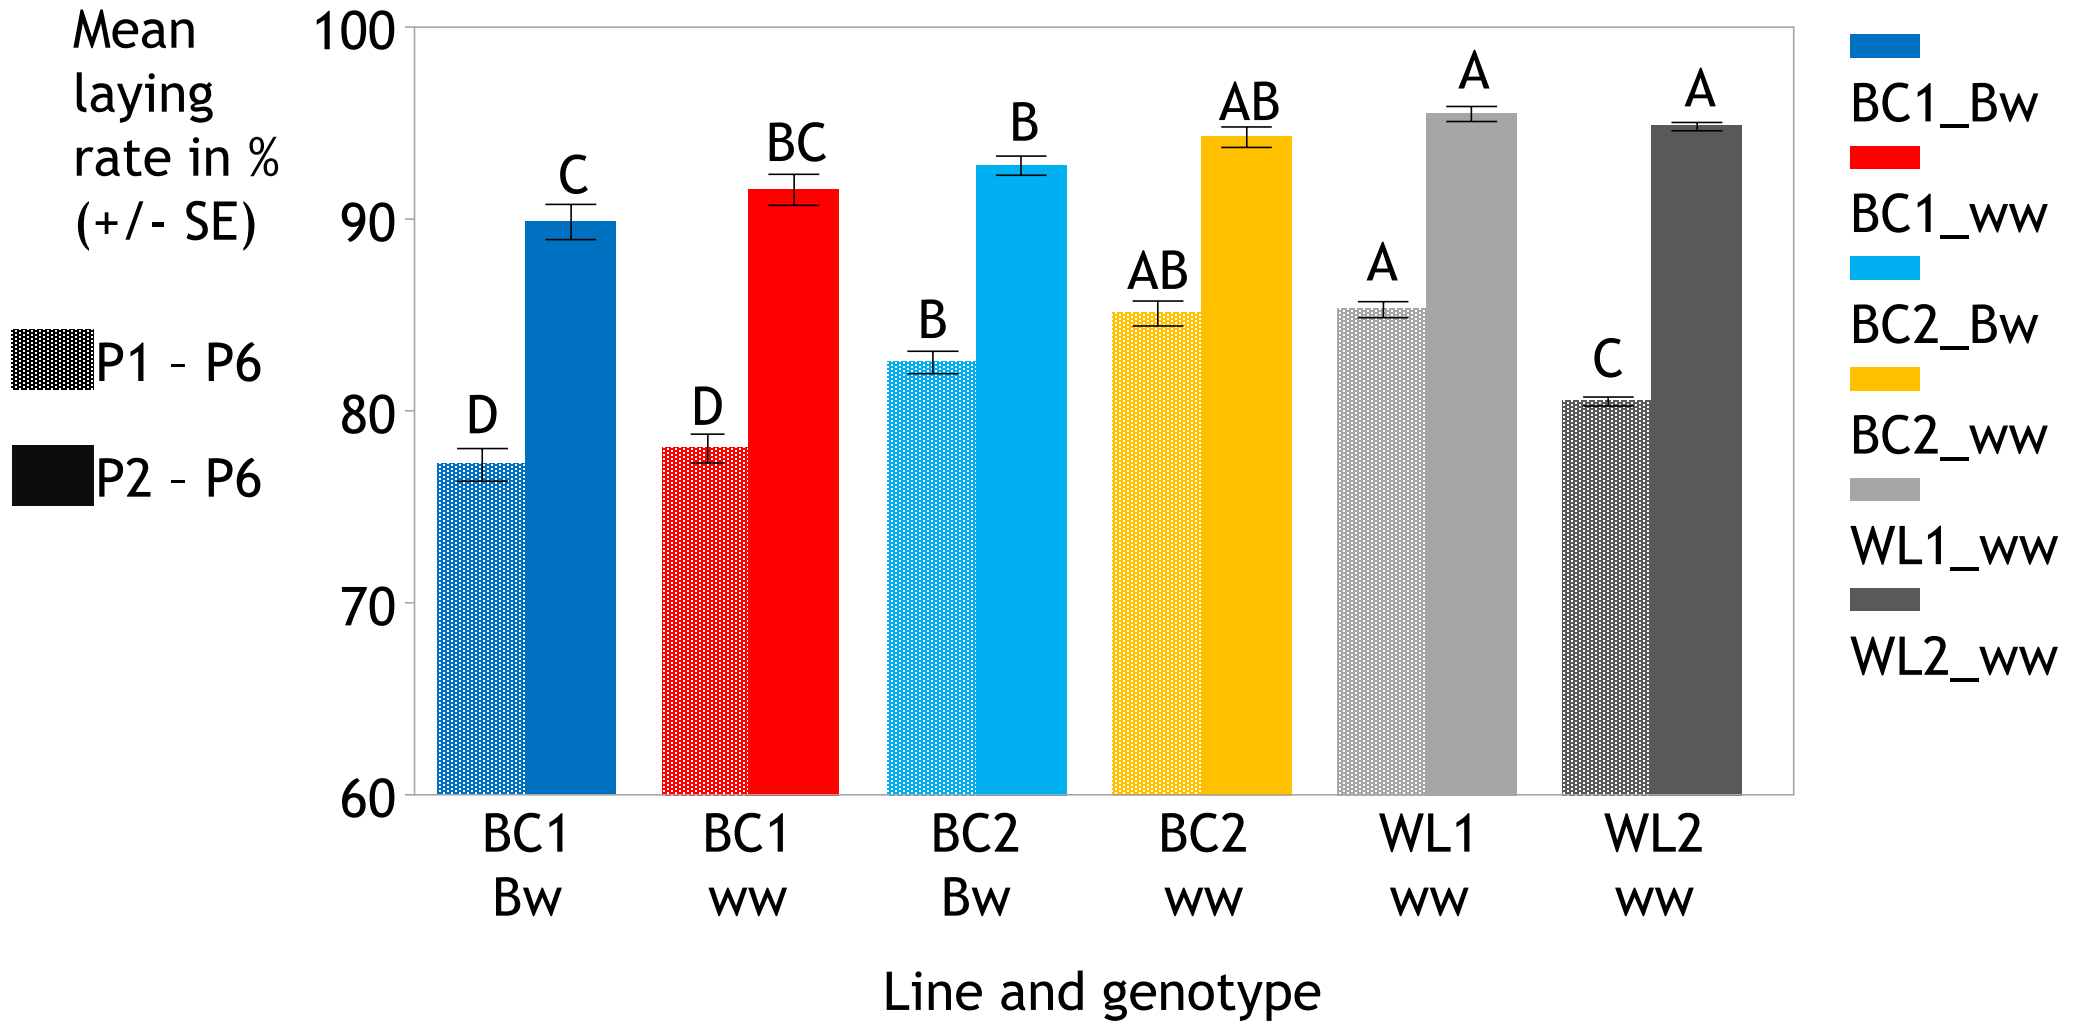 Mean
laying
rate in %
(+/- SE)
P1 - P6
P2 - P6
100
90
80
70
60
D
C
D
BC
B
B
AB
AB
A
A
C
A
BC1
Bw
BC1
ww
BC2
Bw
BC2
ww
WL1
ww
WL2
ww
Line and genotype
BC1_Bw
BC1_ww
BC2_Bw
BC2_ww
WL1_ww
WL2_ww